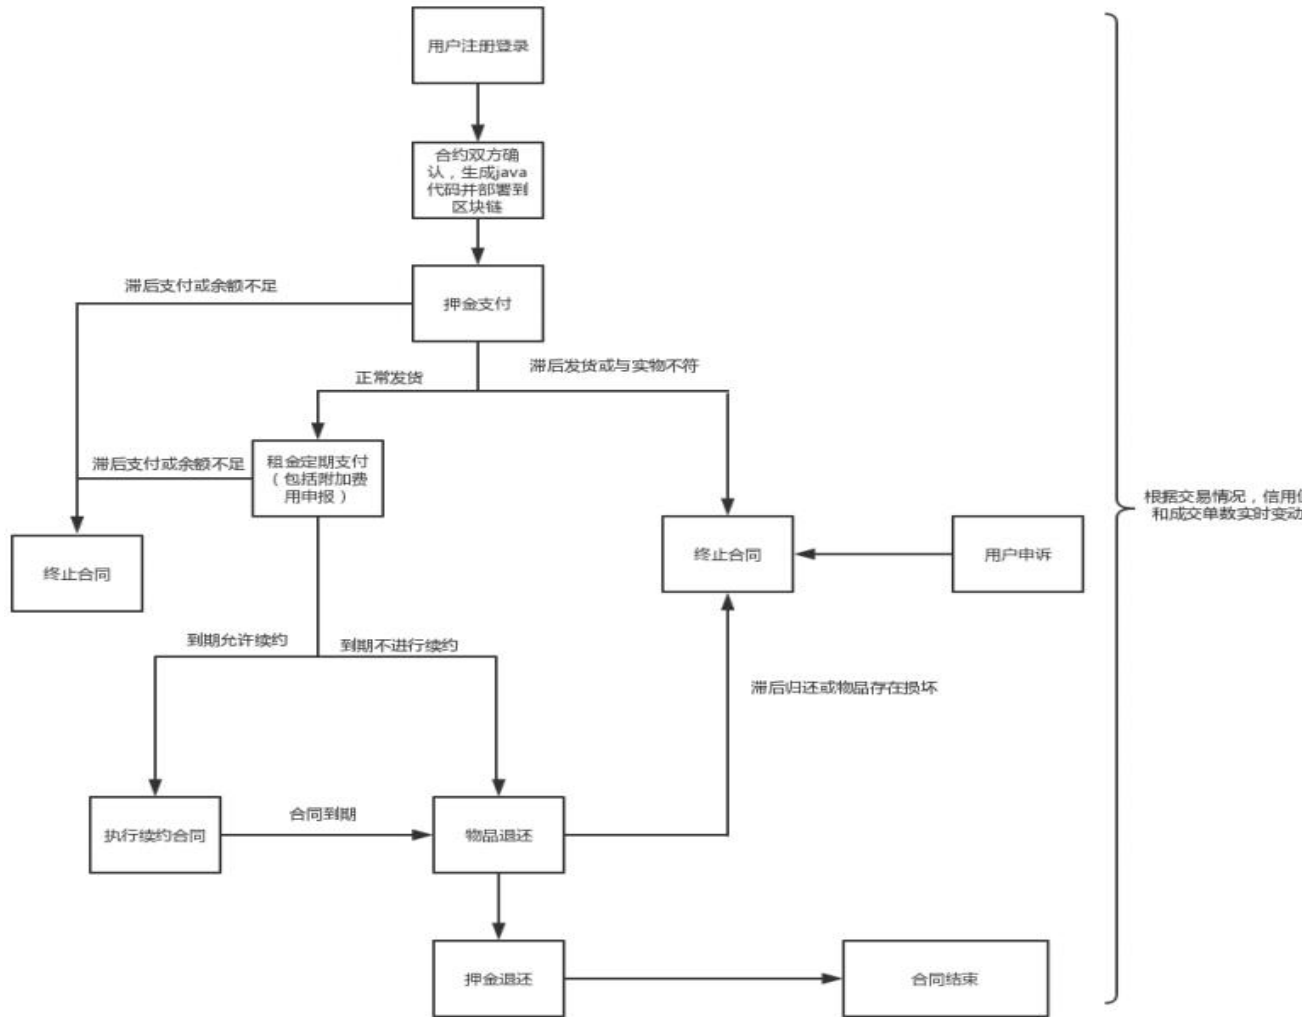 用户注册登录
合约双方确
认，生成java
代码并部署到
区块链
滞后支付或余额不足
押金支付
正常发货
滞后发货或与实物不符
滞后支付或余额不足
租金定期支付
（包括附加费
用申报）
根据交易情况，信用
和成交单数实时变动
终止合同
终止合同
用户申诉
到期允许续约
到期不进行续约
滞后归还或物品存在损坏
执行续约合同
合同到期
物品退还
押金退还
合同结束